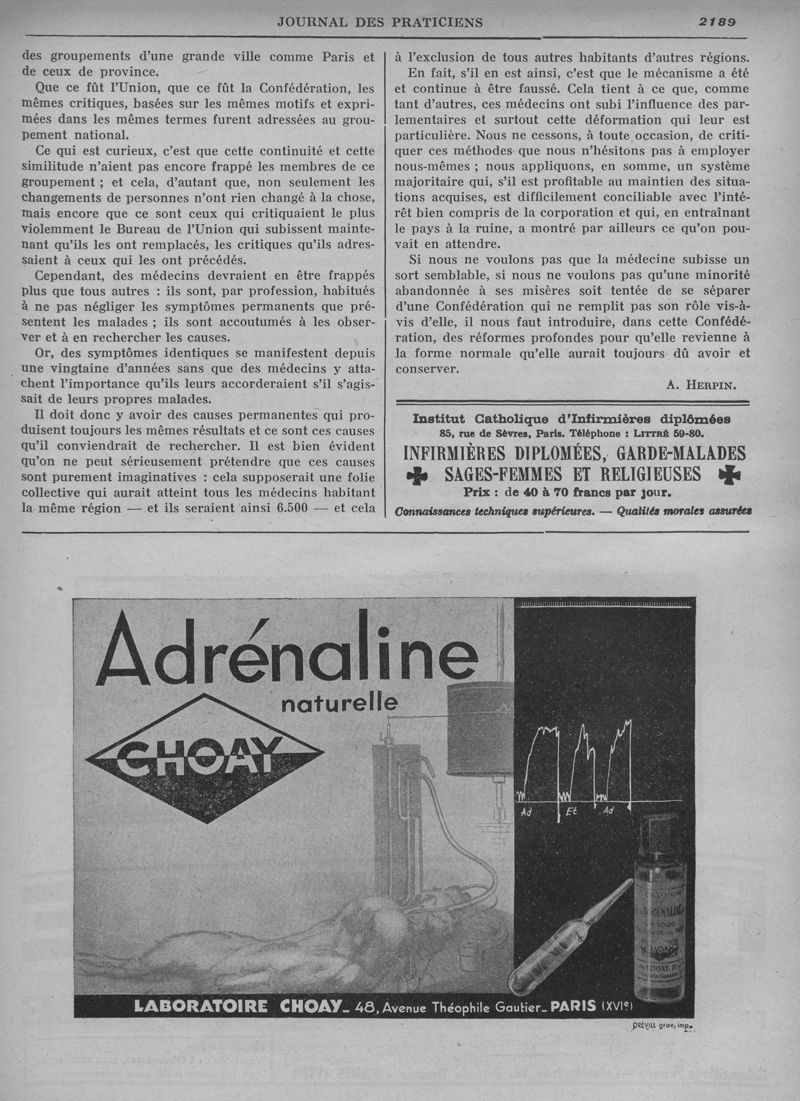 JOURNAL DES PRATICIENS 2189
des groupements d'une grande ville comme Paris et
de ceux de province.
Que ce fût l'Union, que ce fût la Confédération, les
mêmes critiques, basées sur les mêmes motifs et expri-
mées dans les mêmes termes furent adressées au grou-
pement national.
Ce qui est curieux, c'est que cette continuité et cette
similitude n'aient pas encore frappé les membres de ce
groupement ; et cela, d'autant que, non seulement les
changements de personnes n'ont rien changé à la chose,
mais encore que ce sont ceux qui critiquaient le plus
violemment le Bureau de l'Union qui subissent mainte-
nant qu'ils les ont remplacés, les critiques qu'ils adres-
saient à ceux qui les ont précédés.
Cependant, des médecins devraient en être frappés
plus que tous autres : ils sont, par profession, habitués
à ne pas négliger les symptômes permanents que pré-
sentent les malades ; ils sont accoutumés à les obser-
ver et à en rechercher les causes.
Or, des symptômes identiques se manifestent depuis
une vingtaine d'années sans que des médecins y atta-
chent l'importance qu'ils leurs accorderaient s'il s'agis-
sait de leurs propres malades.
Il doit donc y avoir des causes permanentes qui pro-
duisent toujours les mêmes résultats et ce sont ces causes
qu'il conviendrait de rechercher. Il est bien évident
qu'on ne peut sérieusement prétendre que ces causes
sont purement imaginatives : cela supposerait une folie
collective qui aurait atteint tous les médecins habitant
la même région — et ils seraient ainsi 6.500 — et cela
à l'exclusion de tous autres habitants d'autres régions.
En fait, s'il en est ainsi, c'est que le mécanisme a été
et continue à être faussé. Cela tient à ce que, comme
tant d'autres, ces médecins ont subi l'influence des par-
lementaires et surtout cette déformation qui leur est
particulière. Nous ne cessons, à toute occasion, de criti-
quer ces méthodes que nous n'hésitons pas à employer
nous-mêmes ; nous appliquons, en somme, un système
majoritaire qui, s'il est profitable au maintien des situa-
tions acquises, est difficilement conciliable avec l'inté-
rêt bien compris de la corporation et qui, en entraînant
le pays à la ruine, a montré par ailleurs ce qu'on pou-
vait en attendre.
Si nous ne voulons pas que la médecine subisse un
sort semblable, si nous ne voulons pas qu'une minorité
abandonnée à ses misères soit tentée de se séparer
d'une Confédération qui ne remplit pas son rôle vis-à-
vis d'elle, il nous faut introduire, dans cette Confédé-
ration, des réformes profondes pour qu'elle revienne à
la forme normale qu'elle aurait toujours dû avoir et
conserver.
A. HERPIN.
Institut Catholique d'Infirmières diplômées
85, rue de Sèvres, Paris. Téléphone : LITTRÉ 59-80.
INFIRMIÈRES DIPLOMÉES, GARDE-MALADES
SAGES-FEMMES ET RELIGIEUSES
Prix : de 40 à 70 francs par jour.
Connaissances techniques supérieures. — Qualités morales assurées
Adrénaline
naturelle
CHOAY
Ad Et Ad
ADRÉNALINE
CHOAY
LABORATOIRE CHOAY_ 48, Avenue Théophile Gautier_ PARIS (XVIe)
PREVILL grav, imp.